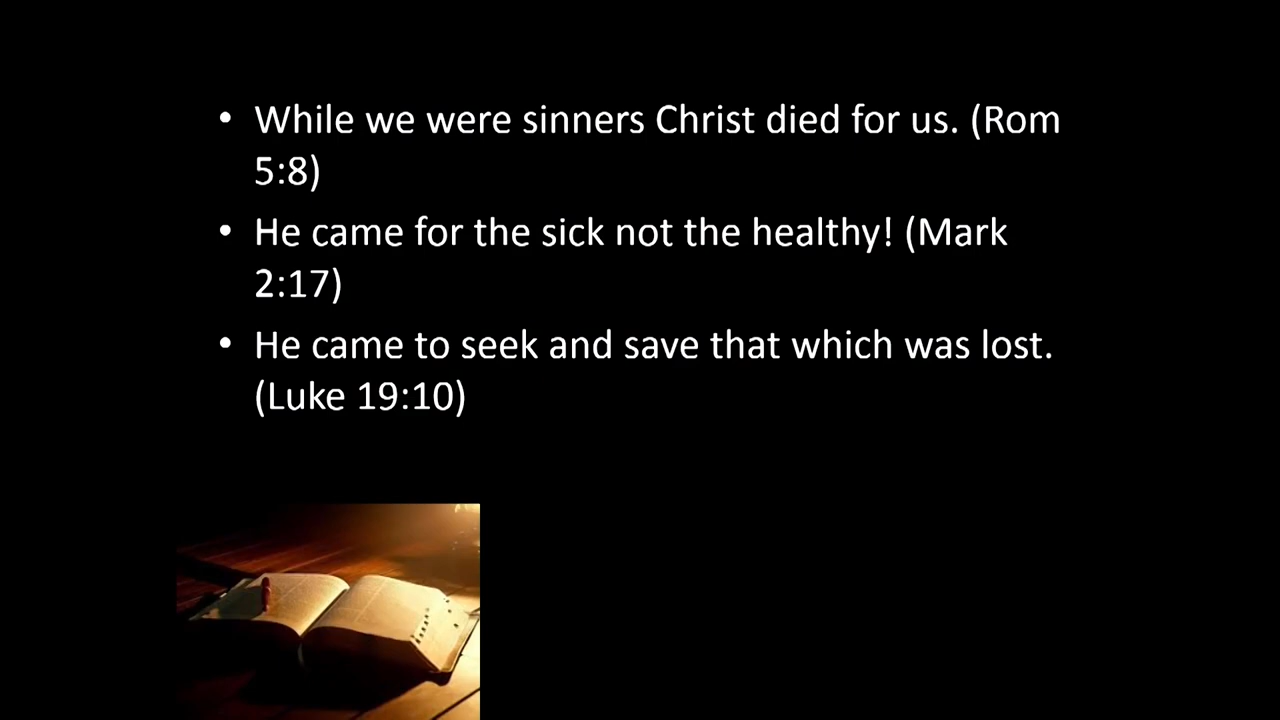 • While we were sinners Christ died for us. (Rom
5:8)
• He came for the sick not the healthy! (Mark
2:17)
• He came to seek and save that which was lost.
(Luke 19:10)